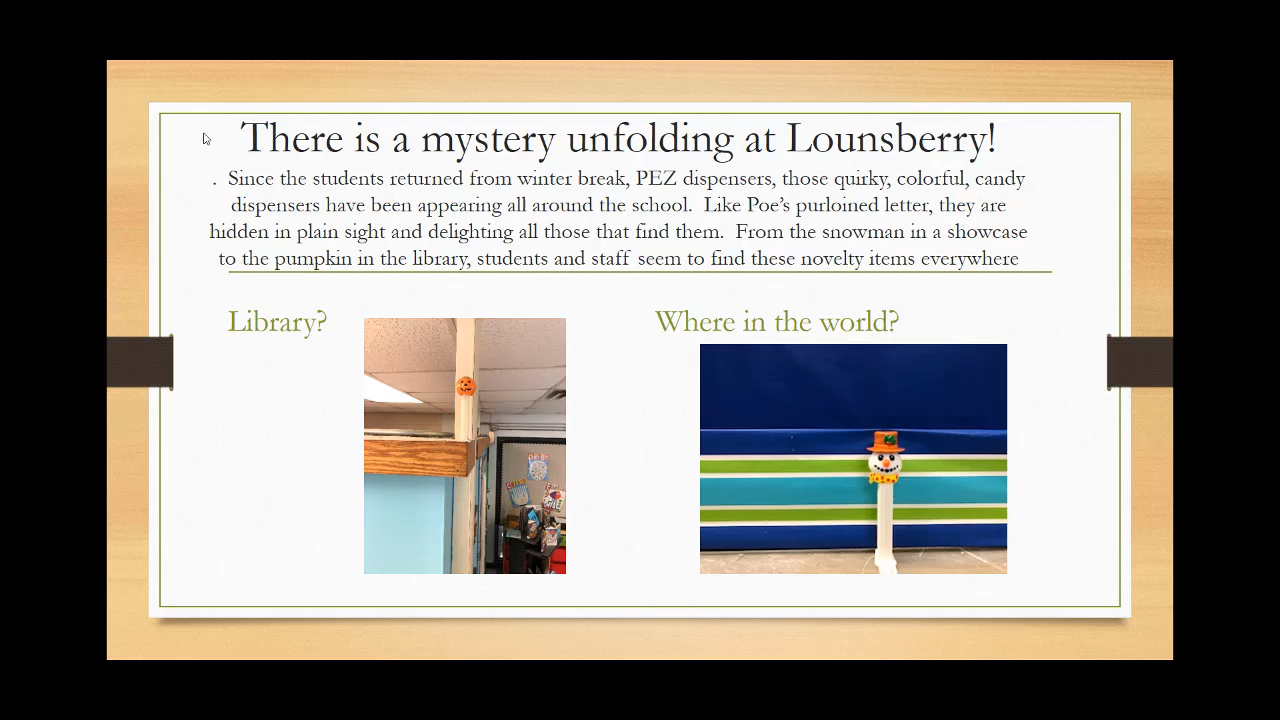 There is a mystery unfolding at Lounsberry!
. Since the students returned from winter break, PEZ dispensers, those quirky, colorful, candy
dispensers have been appearing all around the school. Like Poe's purloined letter, they are
hidden in plain sight and delighting all those that find them. From the snowman in a showcase
to the pumpkin in the library, students and staff seem to find these novelty items everywhere
Library?
Where in the world?